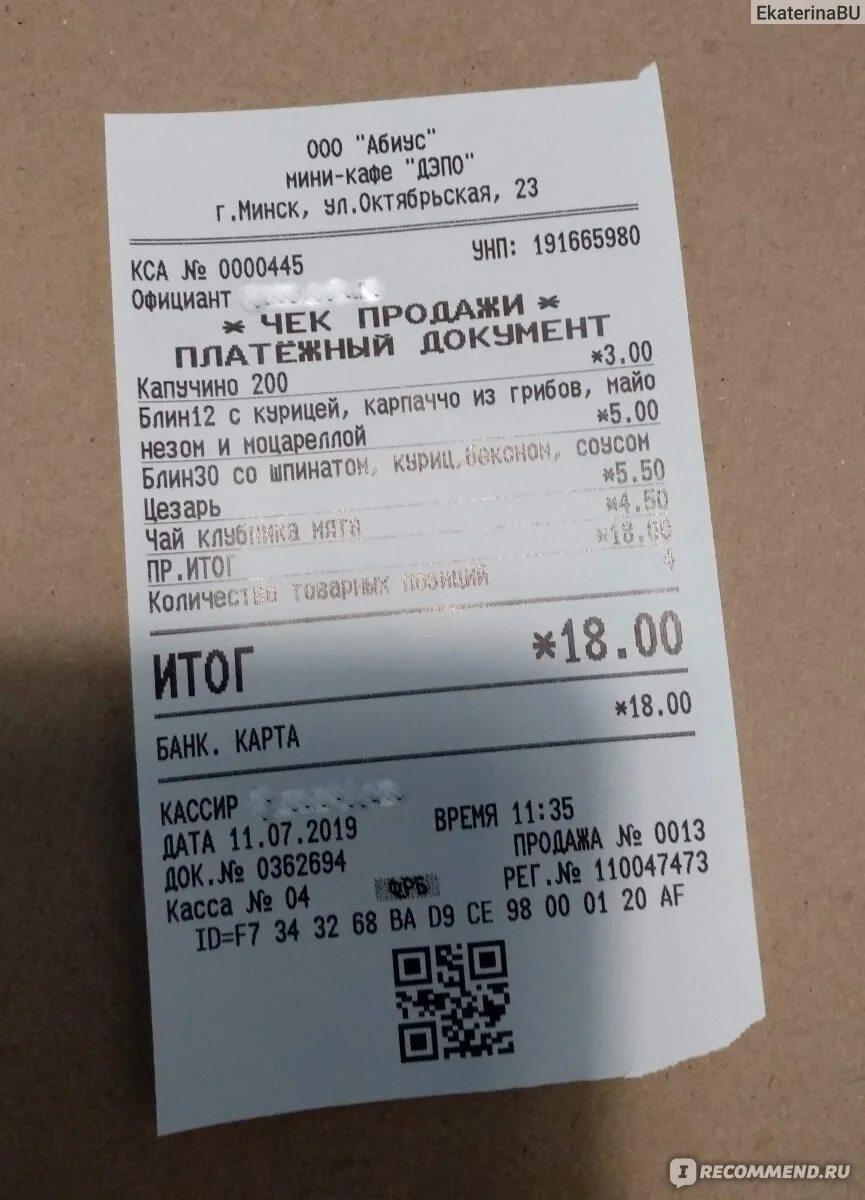 EkaterinaBU
ООО "Абиус"
мини-кафе "ДЭПО"
г.Минск, ул.Октябрьская, 23
КСА № 0000445 УНП: 191665980
Официант
* ЧЕК ПРОДАЖИ *
ПЛАТЁЖНЫЙ ДОКУМЕНТ
Капучино 200 *3.00
Блин12 с курицей, карпаччо из грибов, майо
незом и моцареллой *5.00
Блин30 со шпинатом, куриц,беконом, соусом
Цезарь *5.50
Чай клубника мята *4.50
ПР.ИТОГ *18.00
Количество товарных позиций 4
ИТОГ *18.00
БАНК. КАРТА *18.00
КАССИР
ДАТА 11.07.2019 ВРЕМЯ 11:35
ДОК.№ 0362694 ПРОДАЖА № 0013
Касса № 04 ФРБ РЕГ.№ 110047473
ID=F7 34 32 68 BA D9 CE 98 00 01 20 AF
I RECOMMEND.RU